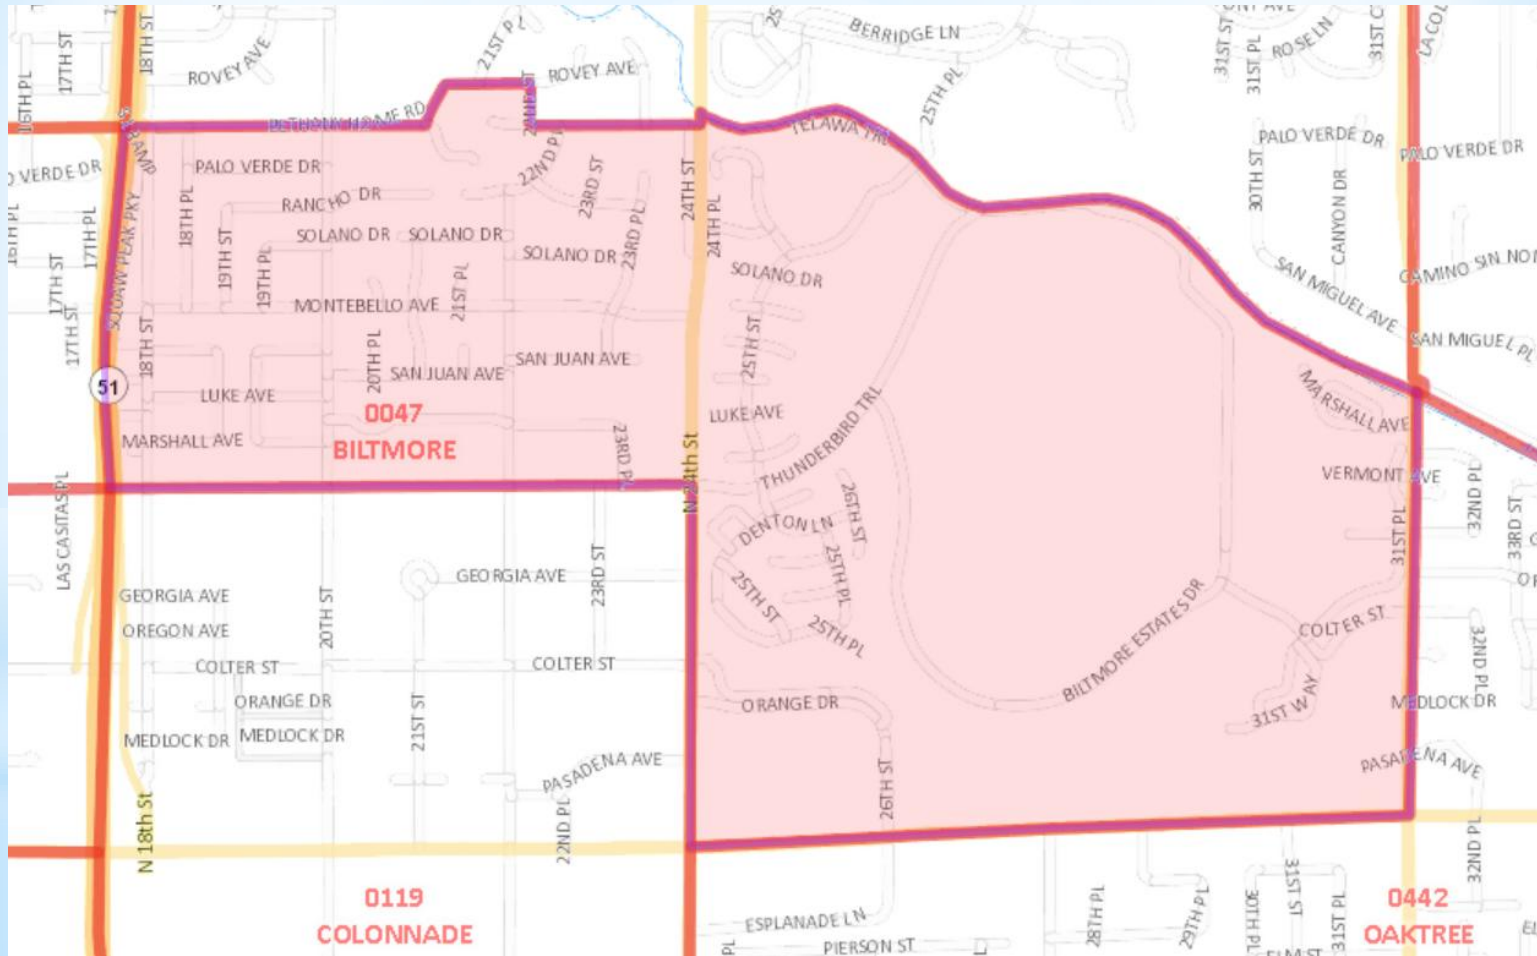 18TH ST
17TH ST
16TH PL
ROVEY AVE
ROVEY AVE
BERRIDGE LN
25TH PL
31ST ST
31ST PL
ROSE LN
BETHANY HOME RD
22ND PL
TELAWA TRL
PALO VERDE DR
PALO VERDE DR
PALO VERDE DR
RANCHO DR
23RD ST
24TH ST
30TH ST
CANYON DR
17TH PL
SQUAW PEAK PKY
18TH PL
19TH ST
19TH PL
SOLANO DR
SOLANO DR
SOLANO DR
23RD PL
24TH PL
SOLANO DR
SAN MIGUEL AVE
17TH ST
17TH ST
18TH ST
MONTEBELLO AVE
21ST PL
20TH PL
SAN JUAN AVE
SAN JUAN AVE
25TH ST
SAN MIGUEL PL
51
LUKE AVE
LUKE AVE
0047
BILTMORE
MARSHALL AVE
MARSHALL AVE
23RD PL
N 24th St
THUNDERBIRD TRL
VERMONT AVE
32ND PL
33RD ST
31ST PL
LAS CASITAS PL
DENTON LN
26TH ST
25TH PL
25TH ST
25TH PL
GEORGIA AVE
GEORGIA AVE
23RD ST
20TH ST
OREGON AVE
COLTER ST
COLTER ST
COLTER ST
BILTMORE ESTATES DR
32ND PL
ORANGE DR
ORANGE DR
31ST WAY
MEDLOCK DR
MEDLOCK DR
MEDLOCK DR
21ST ST
PASADENA AVE
PASADENA AVE
26TH ST
N 18th St
22ND PL
32ND PL
0119
COLONNADE
0442
OAKTREE
ESPLANADE LN
PIERSON ST
28TH PL
29TH PL
30TH PL
31ST ST
31ST PL